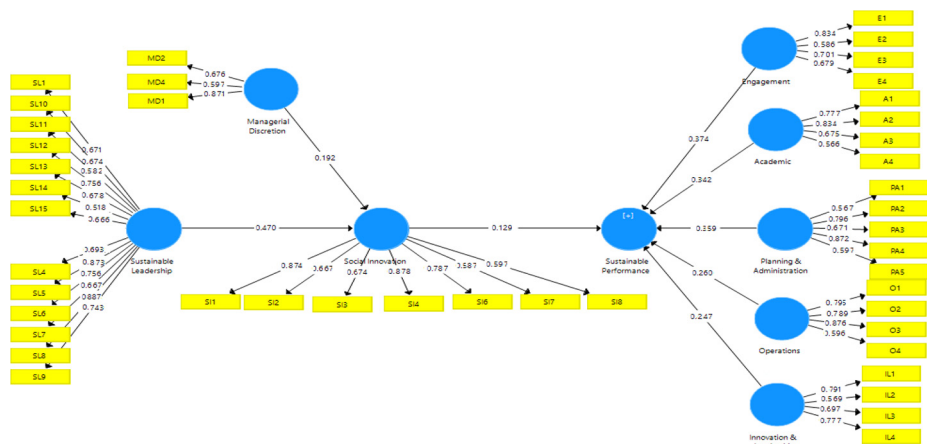 MD2
MD4
MD1
0.676
0.597
0.871
Managerial
Discretion
0.192
SL1
SL10
SL11
SL12
SL13
SL14
SL15
0.671
0.674
0.582
0.756
0.678
0.518
0.666
Sustainable
Leadership
0.693
0.873
0.756
0.667
0.887
0.743
SL4
SL5
SL6
SL7
SL8
SL9
0.470
Social Innovation
0.129
0.874
0.667
0.674
0.878
0.787
0.587
0.597
SI1
SI2
SI3
SI4
SI6
SI7
SI8
[+]
Sustainable
Performance
0.374
0.342
0.359
0.260
0.247
Engagement
0.834
0.586
0.701
0.679
E1
E2
E3
E4
Academic
0.777
0.834
0.675
0.566
A1
A2
A3
A4
Planning &
Administration
0.567
0.796
0.671
0.872
0.597
PA1
PA2
PA3
PA4
PA5
Operations
0.795
0.789
0.876
0.596
O1
O2
O3
O4
Innovation &
0.791
0.569
0.697
0.777
IL1
IL2
IL3
IL4